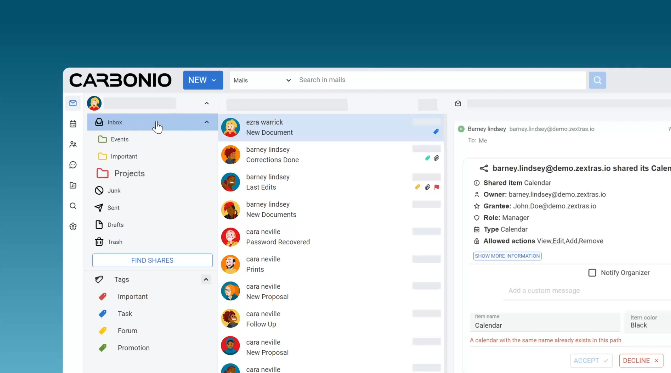 CARBONIO
NEW
Mails
Search in mails
Inbox
Events
Important
Projects
Junk
Sent
Drafts
Trash
FIND SHARES
Tags
Important
Task
Forum
Promotion
ezra warrick
New Document
barney lindsey
Corrections Done
barney lindsey
Last Edits
barney lindsey
New Documents
cara neville
Password Recovered
cara neville
Prints
cara neville
New Proposal
cara neville
Follow Up
cara neville
New Proposal
barney lindsey
Barney lindsey barney.lindsey@demo.zextras.io
To: Me
barney.lindsey@demo.zextras.io shared its Calen
Shared Item Calendar
Owner: barney.lindsey@demo.zextras.io
Grantee: John.Doe@demo.zextras.io
Role: Manager
Type Calendar
Allowed actions View,Edit,Add,Remove
SHOW MORE INFORMATION
Notify Organizer
Add a custom message
Item name
Calendar
Item color
Black
A calendar with the same name already exists in this path
ACCEPT
DECLINE